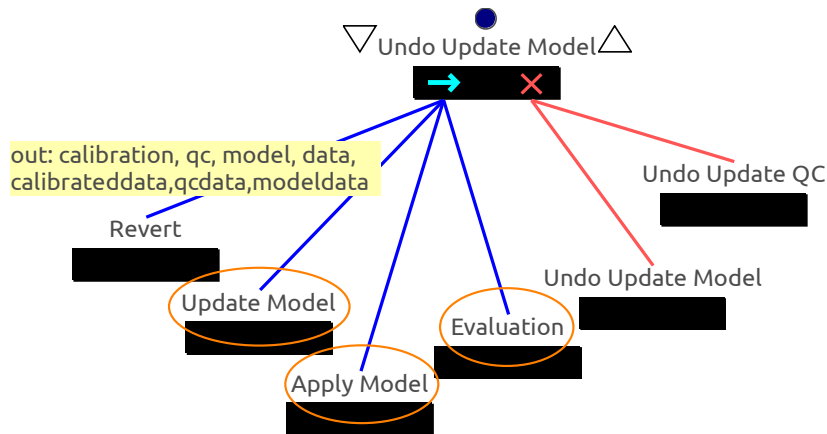 Undo Update Model
out: calibration, qc, model, data,
calibrateddata,qcdata,modeldata
Undo Update QC
Revert
Undo Update Model
Update Model
Evaluation
Apply Model